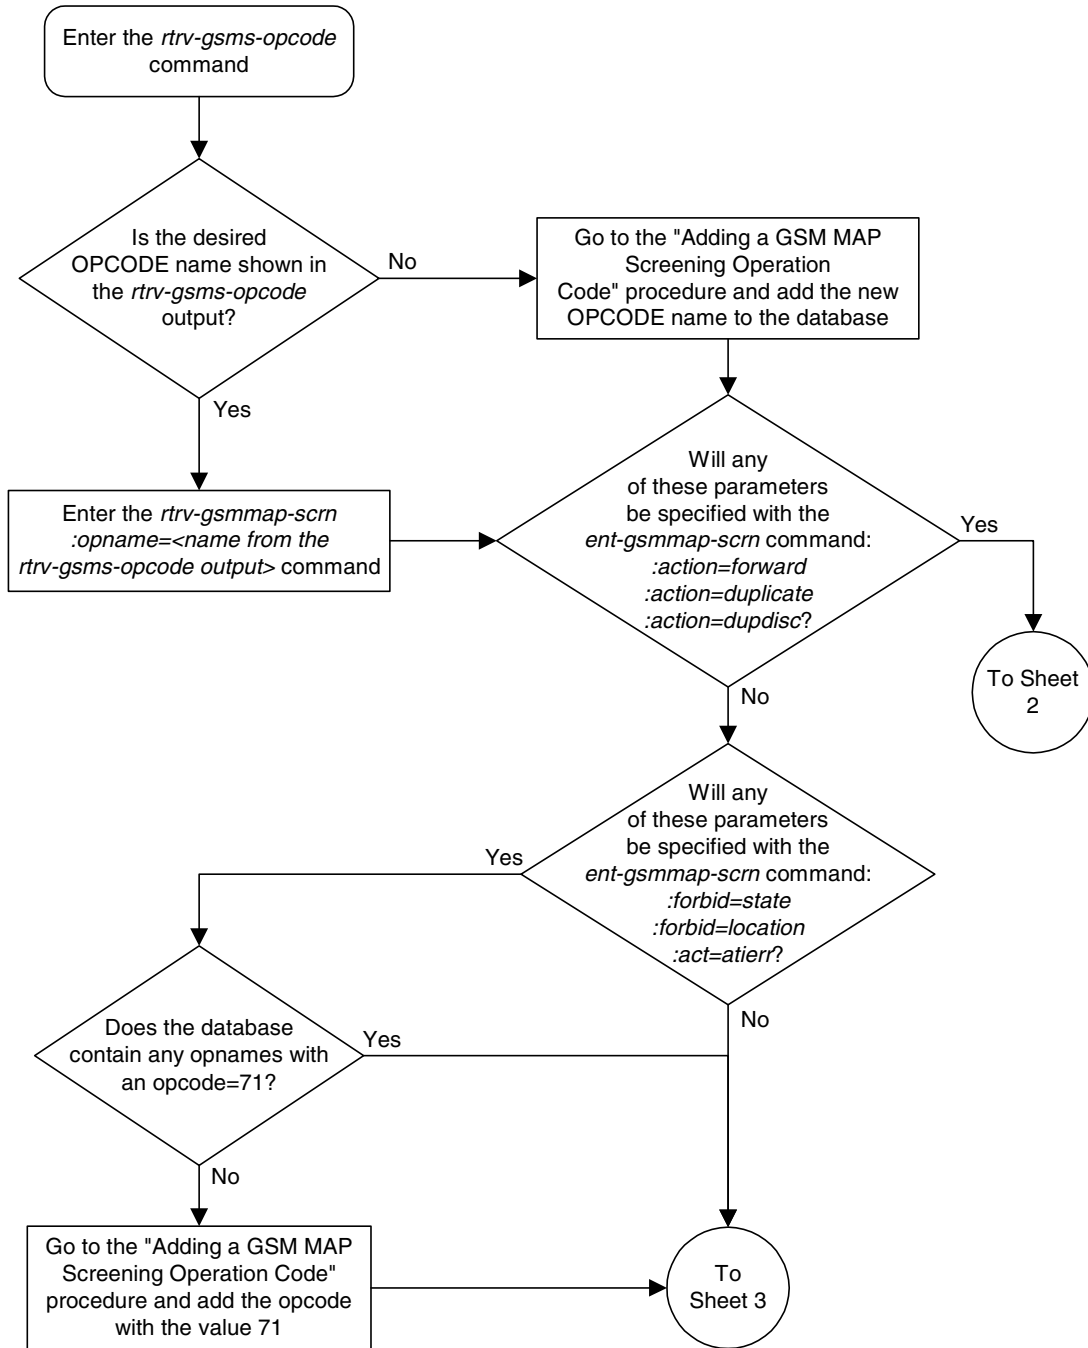 Enter the rtrv-gsms-opcode
command
Is the desired
OPCODE name shown in
the rtrv-gsms-opcode
output?
No
Go to the "Adding a GSM MAP
Screening Operation
Code" procedure and add the new
OPCODE name to the database
Yes
Enter the rtrv-gsmmap-scrn
:opname=<name from the
rtrv-gsms-opcode output> command
Will any
of these parameters
be specified with the
ent-gsmmap-scrn command:
:action=forward
:action=duplicate
:action=dupdisc?
Yes
To Sheet
2
No
Will any
of these parameters
be specified with the
ent-gsmmap-scrn command:
:forbid=state
:forbid=location
:act=atierr?
Yes
No
Does the database
contain any opnames with
an opcode=71?
Yes
No
Go to the "Adding a GSM MAP
Screening Operation Code"
procedure and add the opcode
with the value 71
To
Sheet 3